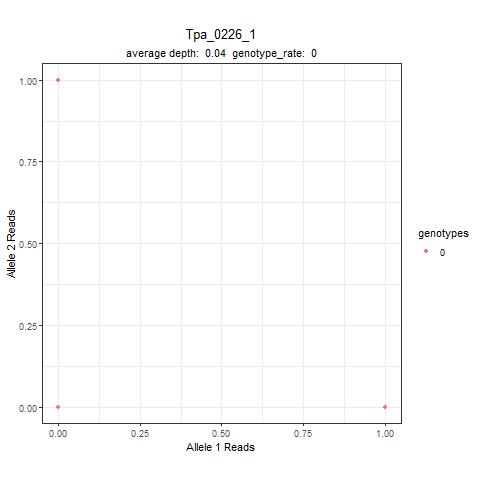 Tpa_0226_1
average depth:  0.04  genotype_rate:  0
1.00
0.75
0.50
0.25
0.00
Allele 2 Reads
0.00 0.25 0.50 0.75 1.00
Allele 1 Reads
genotypes
0